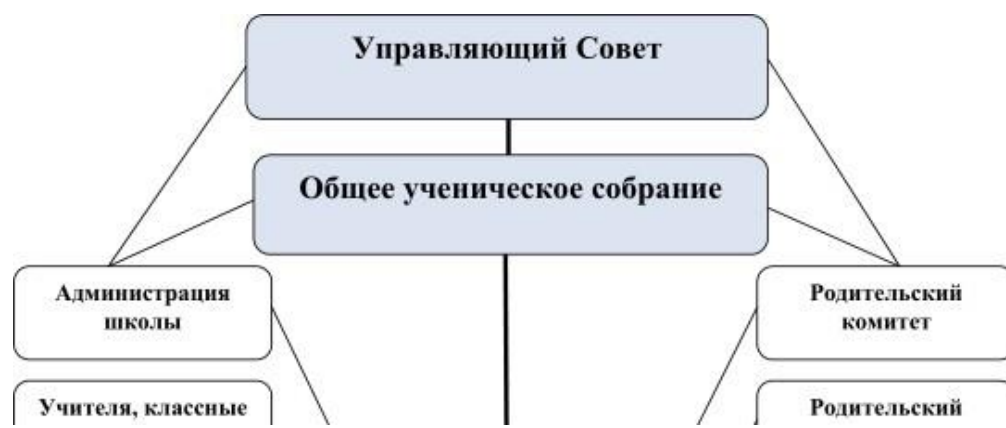 Управляющий Совет
Общее ученическое собрание
Администрация
школы
Родительский
комитет
Учителя, классные
Родительский